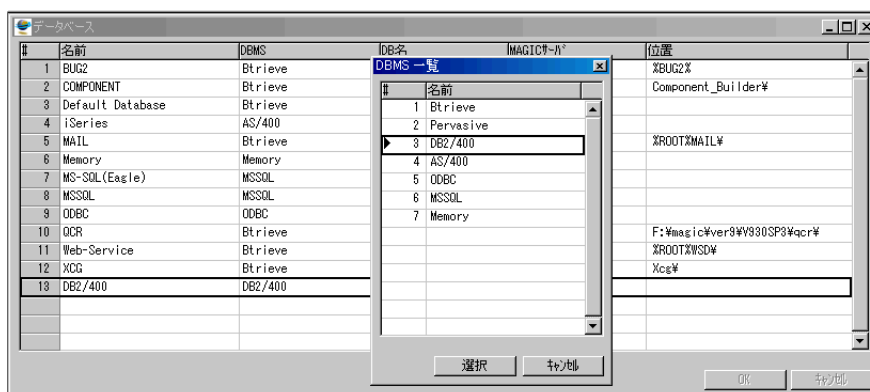 データベース
# 名前 DBMS DB名 MAGICサーバ 位置
1 BUG2 Btrieve %BUG2%
2 COMPONENT Btrieve Component_Builder¥
3 Default Database Btrieve
4 iSeries AS/400
5 MAIL Btrieve %ROOT%MAIL¥
6 Memory Memory
7 MS-SQL(Eagle) MSSQL
8 MSSQL MSSQL
9 ODBC ODBC
10 QCR Btrieve F:¥magic¥ver9¥V930SP3¥qcr¥
11 Web-Service Btrieve %ROOT%WSD¥
12 XCG Btrieve Xcg¥
13 DB2/400 DB2/400
DBMS 一覧
# 名前
1 Btrieve
2 Pervasive
3 DB2/400
4 AS/400
5 ODBC
6 MSSQL
7 Memory
選択 キャンセル
OK キャンセル